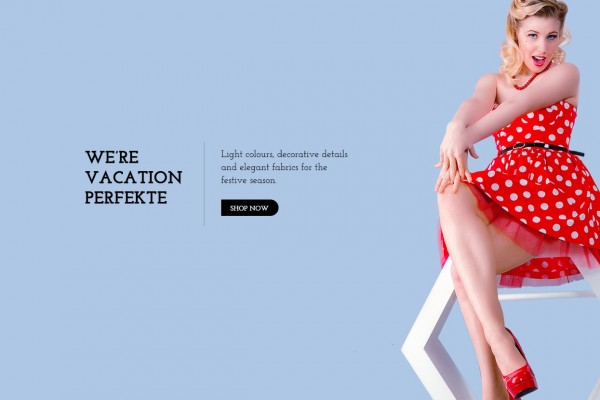 WE'RE
VACATION
PERFEKTE
Light colours, decorative details
and elegant fabrics for the
festive season.
SHOP NOW